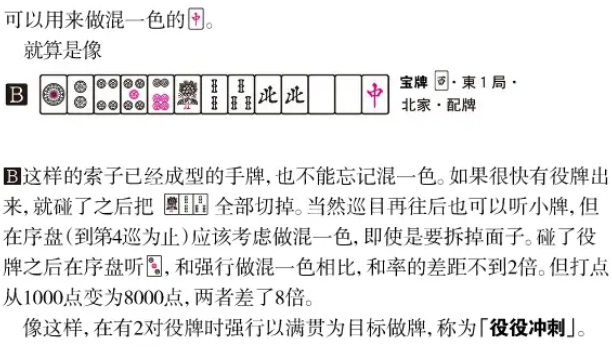 可以用来做混一色的中。
就算是像
B 北北 中 宝牌 · 東1局 ·
北家 · 配牌
B这样的索子已经成型的手牌,也不能忘记混一色。如果很快有役牌出
来,就碰了之后把 全部切掉。当然巡目再往后也可以听小牌,但
在序盘(到第4巡为止)应该考虑做混一色,即使是要拆掉面子。碰了役
牌之后在序盘听 ,和强行做混一色相比,和率的差距不到2倍。但打点
从1000点变为8000点,两者差了8倍。
像这样,在有2对役牌时强行以满贯为目标做牌,称为「役役冲刺」。